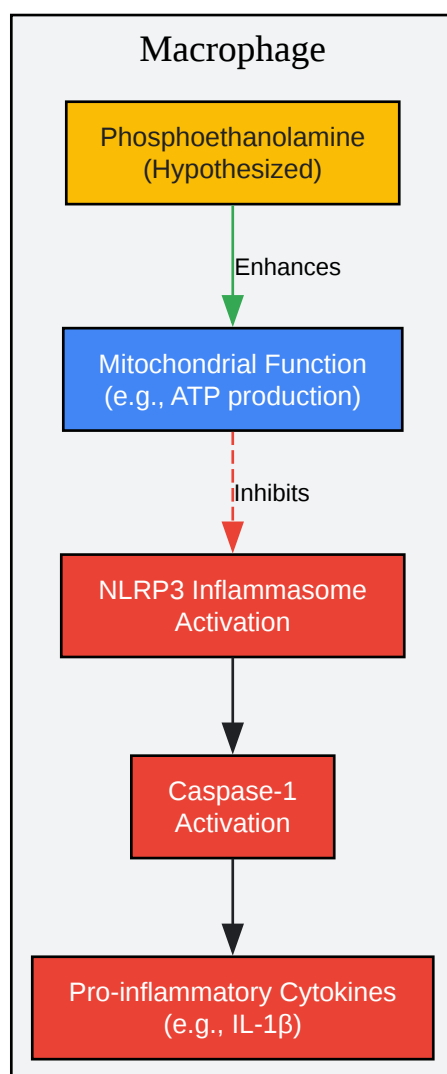 Macrophage
Phosphoethanolamine
(Hypothesized)
Enhances
Mitochondrial Function
(e.g., ATP production)
Inhibits
NLRP3 Inflammasome
Activation
Caspase-1
Activation
Pro-inflammatory Cytokines
(e.g., IL-1β)